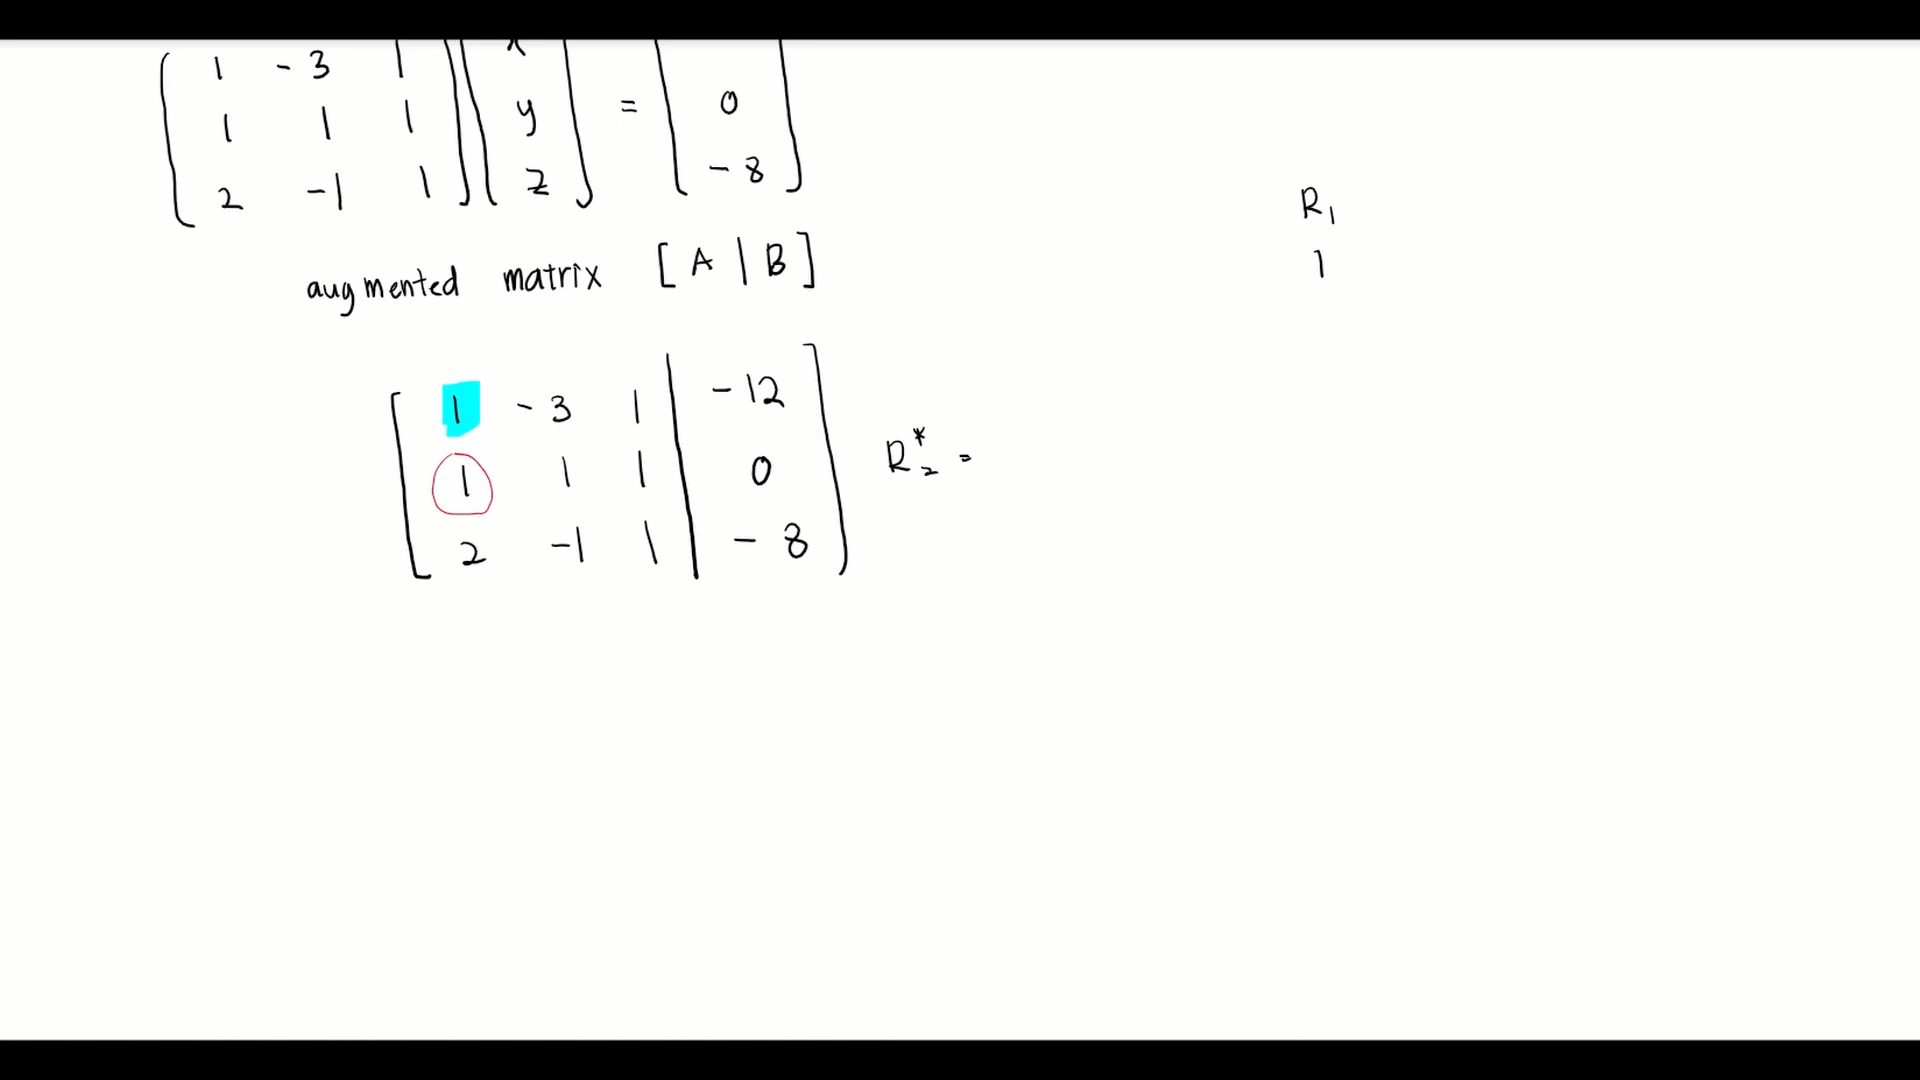 1 -3 1 x
1 1 1 y = 0
2 -1 1 z -8
R₁
1
augmented matrix [A | B]
1 -3 1 | -12
1 1 1 | 0 R₂* =
2 -1 1 | -8